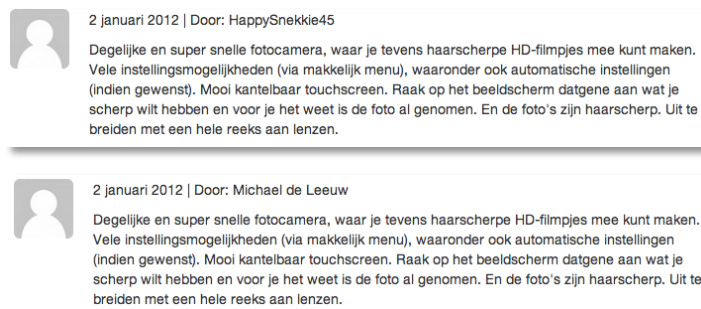 2 januari 2012 | Door: HappySnekkie45
Degelijke en super snelle fotocamera, waar je tevens haarscherpe HD-filmpjes mee kunt maken.
Vele instellingsmogelijkheden (via makkelijk menu), waaronder ook automatische instellingen
(indien gewenst). Mooi kantelbaar touchscreen. Raak op het beeldscherm datgene aan wat je
scherp wilt hebben en voor je het weet is de foto al genomen. En de foto's zijn haarscherp. Uit te
breiden met een hele reeks aan lenzen.
2 januari 2012 | Door: Michael de Leeuw
Degelijke en super snelle fotocamera, waar je tevens haarscherpe HD-filmpjes mee kunt maken.
Vele instellingsmogelijkheden (via makkelijk menu), waaronder ook automatische instellingen
(indien gewenst). Mooi kantelbaar touchscreen. Raak op het beeldscherm datgene aan wat je
scherp wilt hebben en voor je het weet is de foto al genomen. En de foto's zijn haarscherp. Uit te
breiden met een hele reeks aan lenzen.